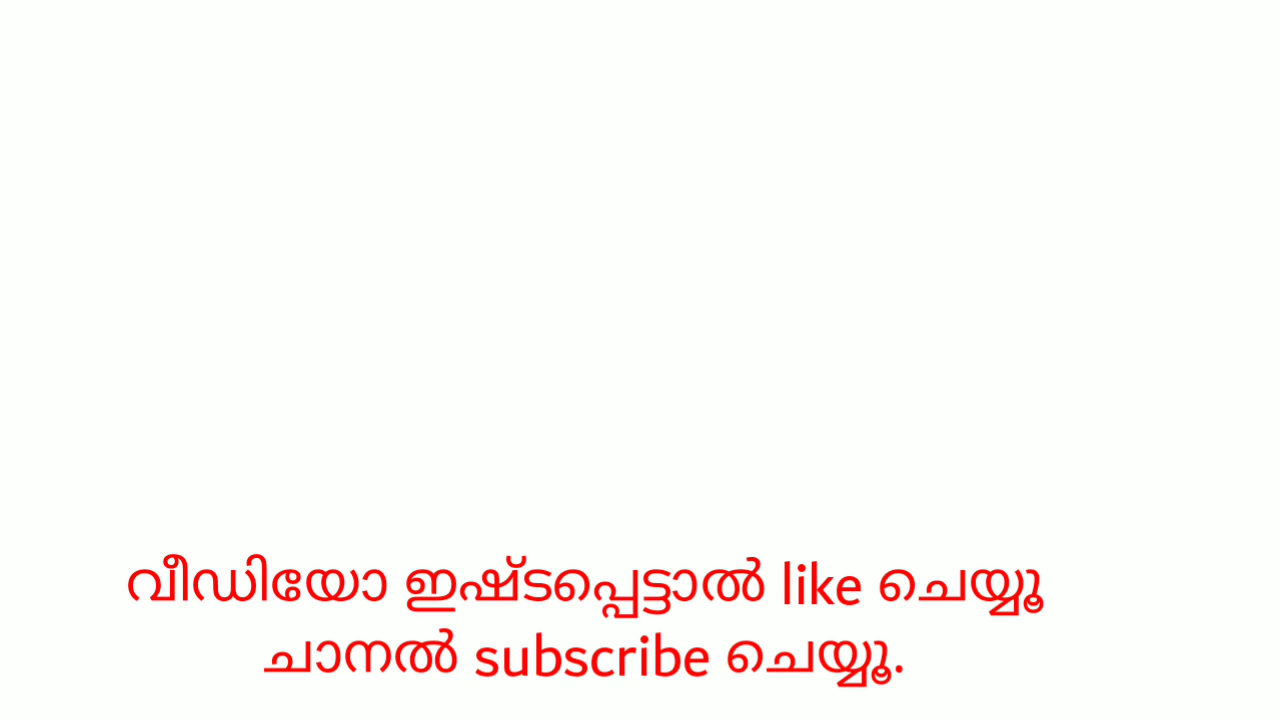 വീഡിയോ ഇഷ്ടപ്പെട്ടാൽ like ചെയ്യൂ
ചാനൽ subscribe ചെയ്യൂ.